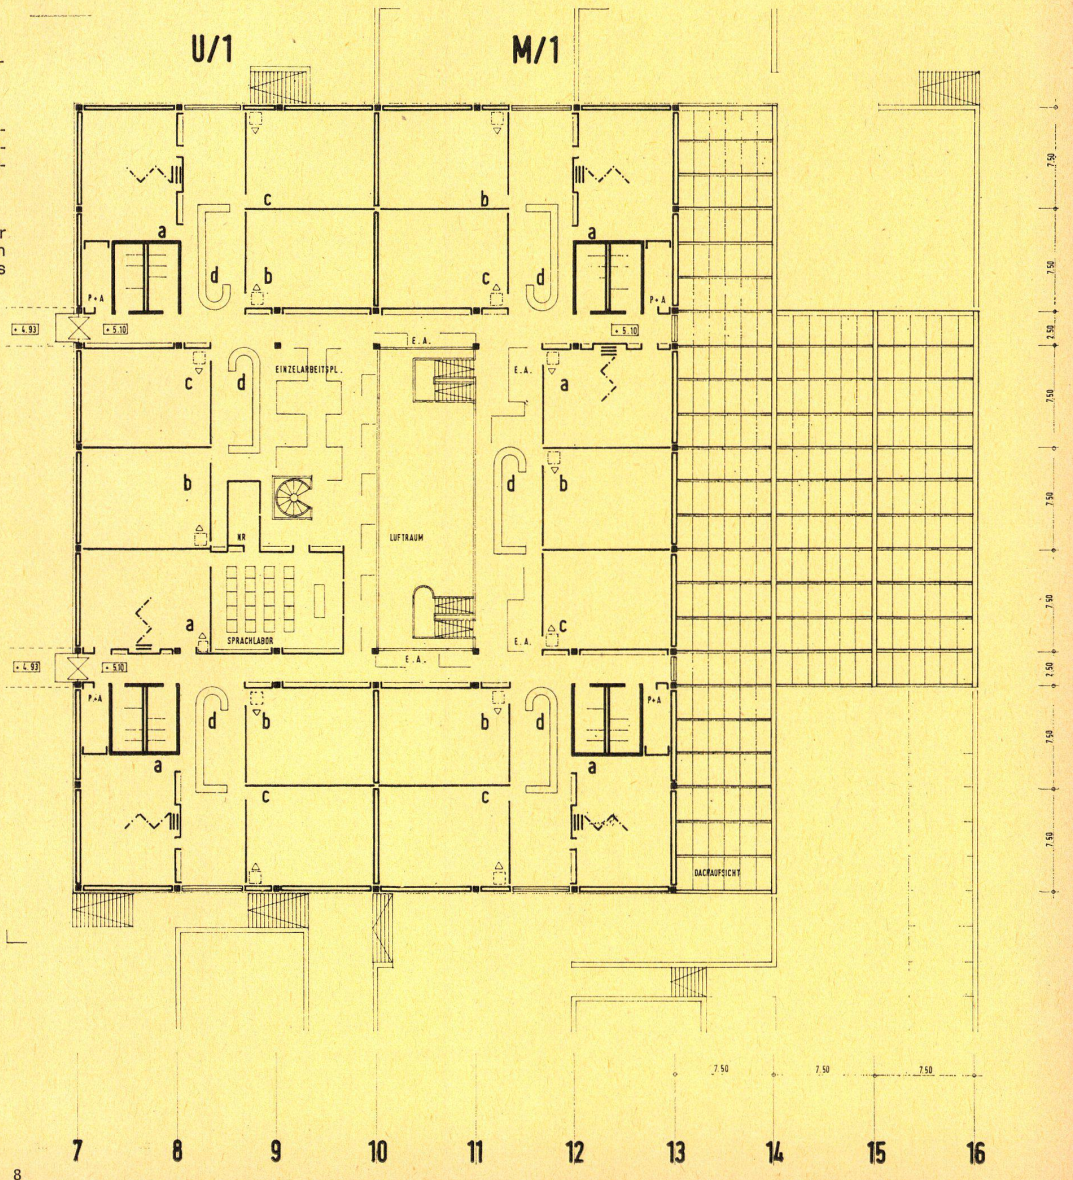 U/1 M/1
r
n
s
c b
a a
d b c d
P+A P+A
+ 4.93 + 5.10 + 5.10
E.A.
c d EINZELARBEITSPL. E.A. a
b d b
NR LUFTRAUM
a c
SPRACHLABOR E.A.
+ 4.93 + 5.10 E.A.
P+A P+A
d b b d
a a
c c
DACHAUFSICHT
7.50
7.50
2.50
7.50
7.50
7.50
2.50
7.50
7.50
7.50 7.50 7.50
7 8 9 10 11 12 13 14 15 16
8